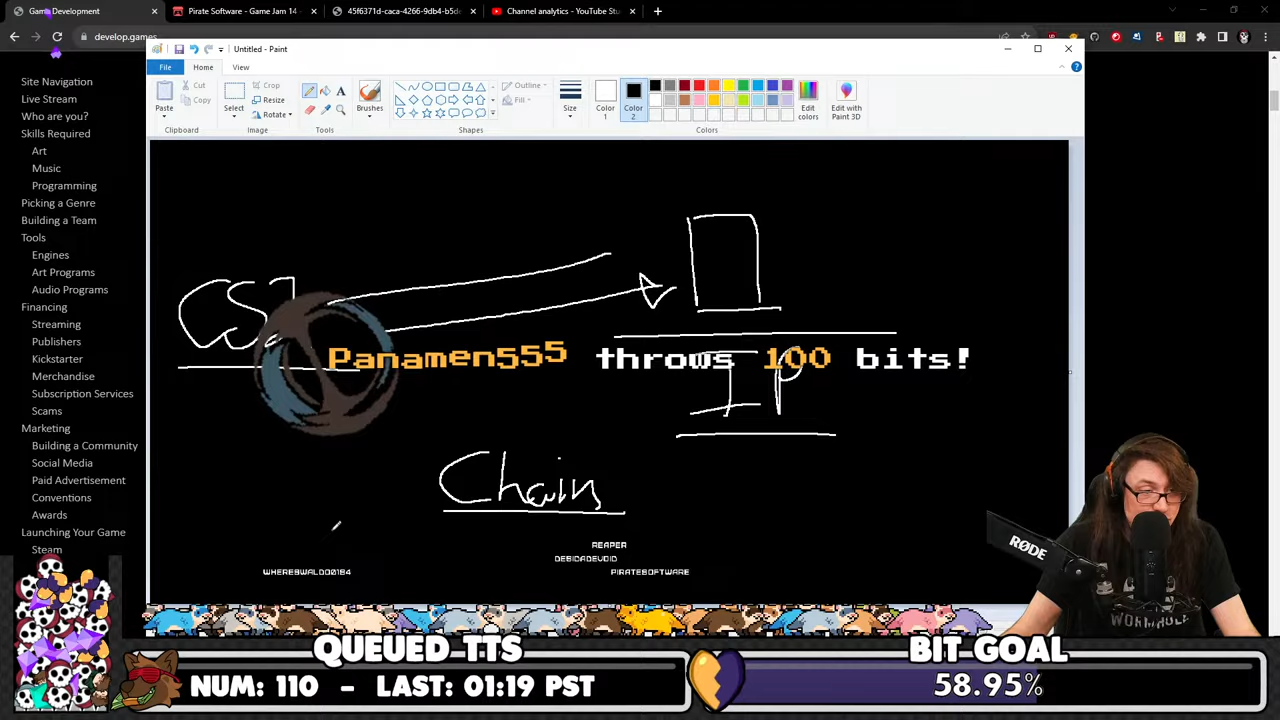 Game Development
Pirate Software - Game Jam 14 -
45f6371d-caca-4266-9db4-b5de
Channel analytics - YouTube Stu
develop.games
Untitled - Paint
File
Home
View
Paste
Clipboard
Cut
Copy
Select
Crop
Resize
Rotate
Image
Tools
Brushes
Shapes
Outline
Fill
Size
Color 1
Color 2
Edit colors
Colors
Edit with Paint 3D
Site Navigation
Live Stream
Who are you?
Skills Required
Art
Music
Programming
Picking a Genre
Building a Team
Tools
Engines
Art Programs
Audio Programs
Financing
Streaming
Publishers
Kickstarter
Merchandise
Subscription Services
Scams
Marketing
Building a Community
Social Media
Paid Advertisement
Conventions
Awards
Launching Your Game
Steam
Panamen555 throws 100 bits!
IP
Chain
REAPER
DEBIDADEVOID
WHERESWALDO0184
PIRATESOFTWARE
RØDE
WORMHOLE
QUEUED TTS
NUM: 110 - LAST: 01:19 PST
BIT GOAL
58.95%